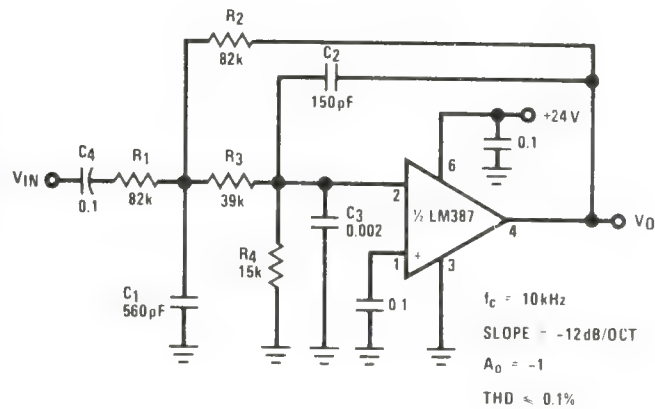 R2
82k
C2
150pF
+24V
0.1
C4
R1
R3
VIN
0.1
82k
39k
6
2
½ LM387
4
VO
C3
0.002
R4
15k
1
+
3
C1
560pF
0.1
fc = 10kHz
SLOPE - -12dB/OCT
Ao = -1
THD ≤ 0.1%